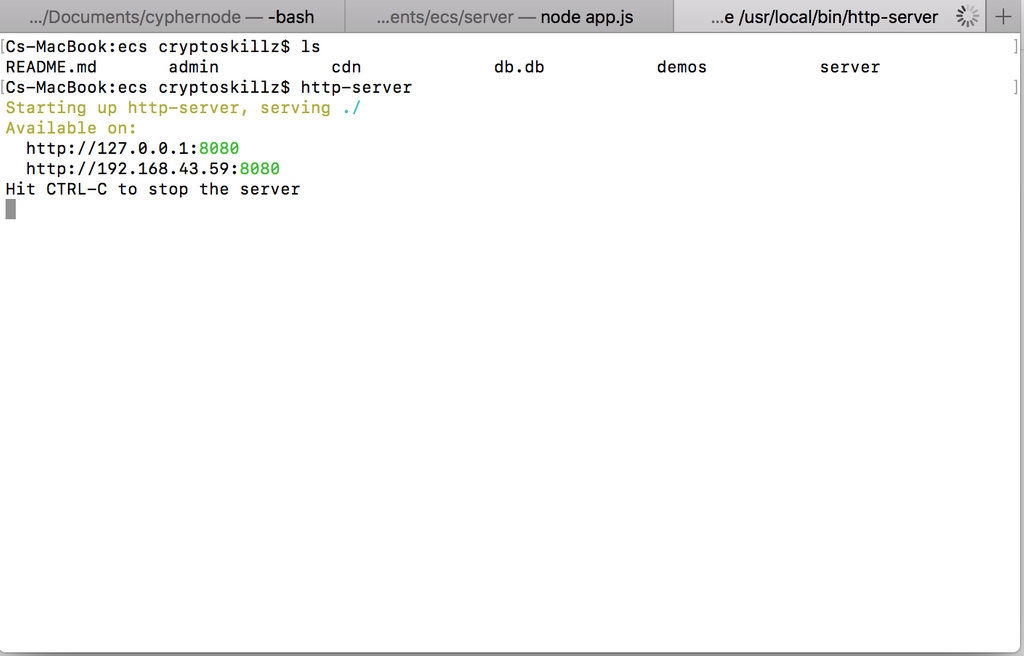 .../Documents/cyphernode — -bash ...ents/ecs/server — node app.js ...e /usr/local/bin/http-server +
[Cs-MacBook:ecs cryptoskillz$ ls ]
README.md admin cdn db.db demos server
[Cs-MacBook:ecs cryptoskillz$ http-server ]
Starting up http-server, serving ./
Available on:
http://127.0.0.1:8080
http://192.168.43.59:8080
Hit CTRL-C to stop the server